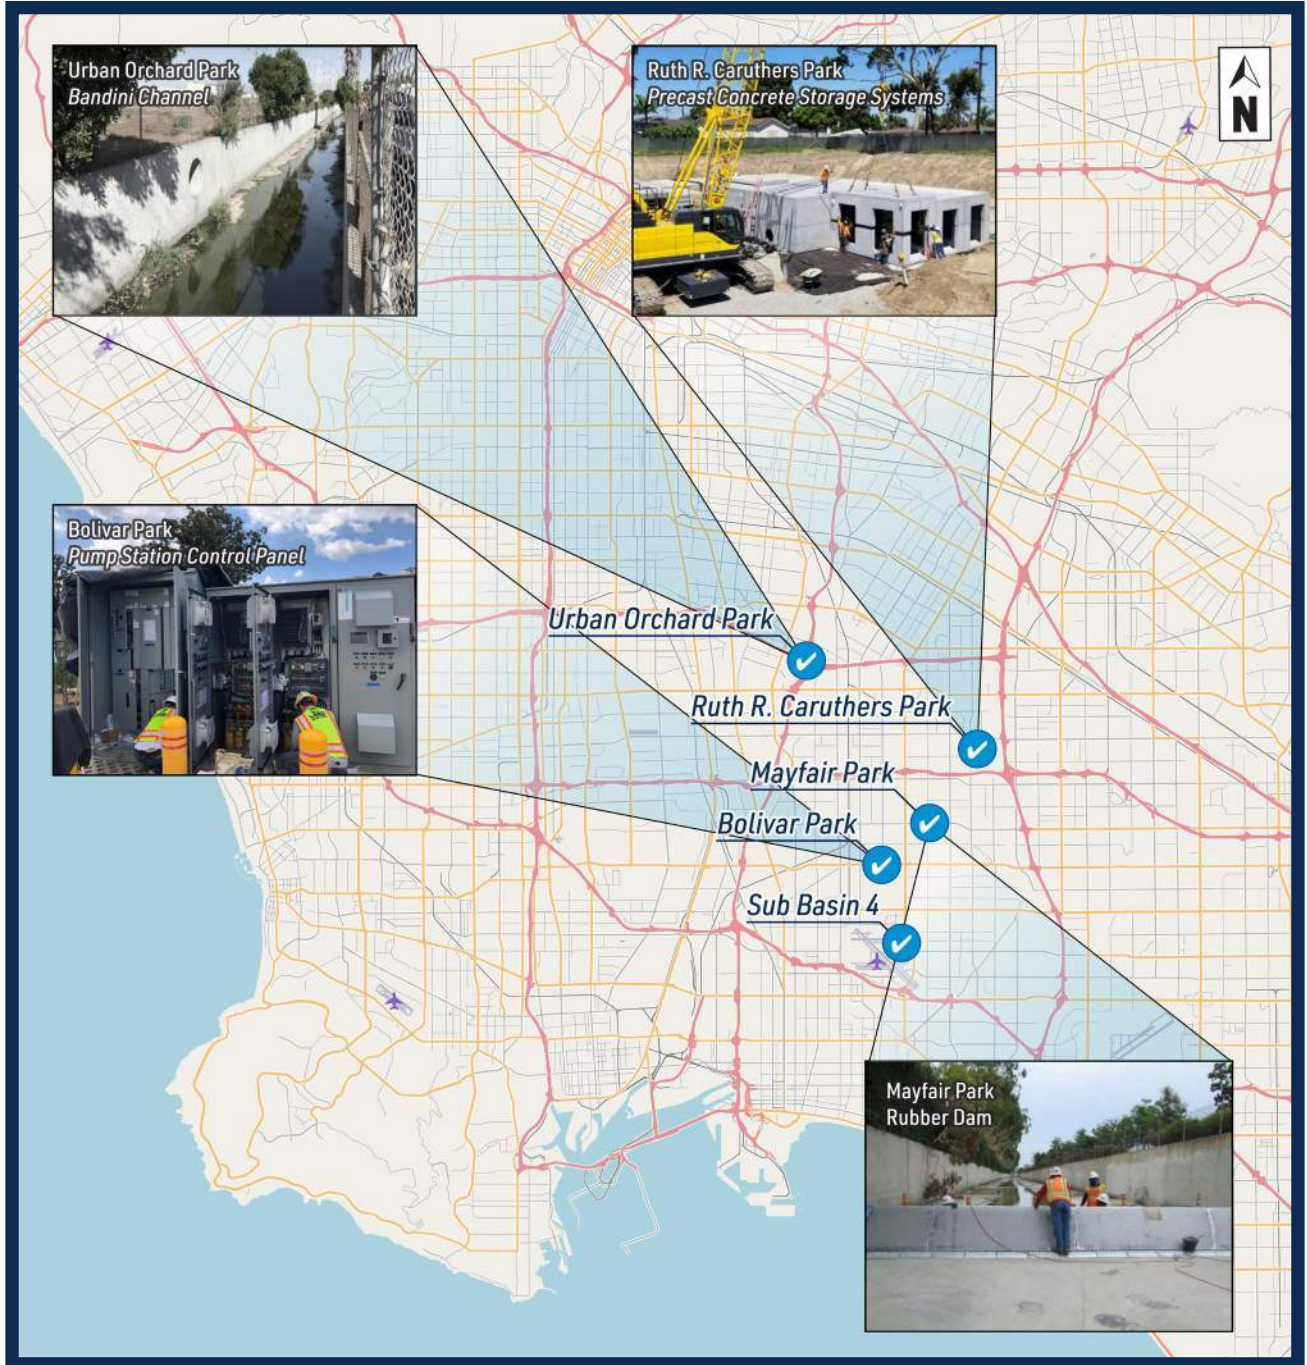 Urban Orchard Park
Bandini Channel
Ruth R. Caruthers Park
Precast Concrete Storage Systems
N
Bolivar Park
Pump Station Control Panel
Urban Orchard Park
Ruth R. Caruthers Park
Mayfair Park
Bolivar Park
Sub Basin 4
Mayfair Park
Rubber Dam